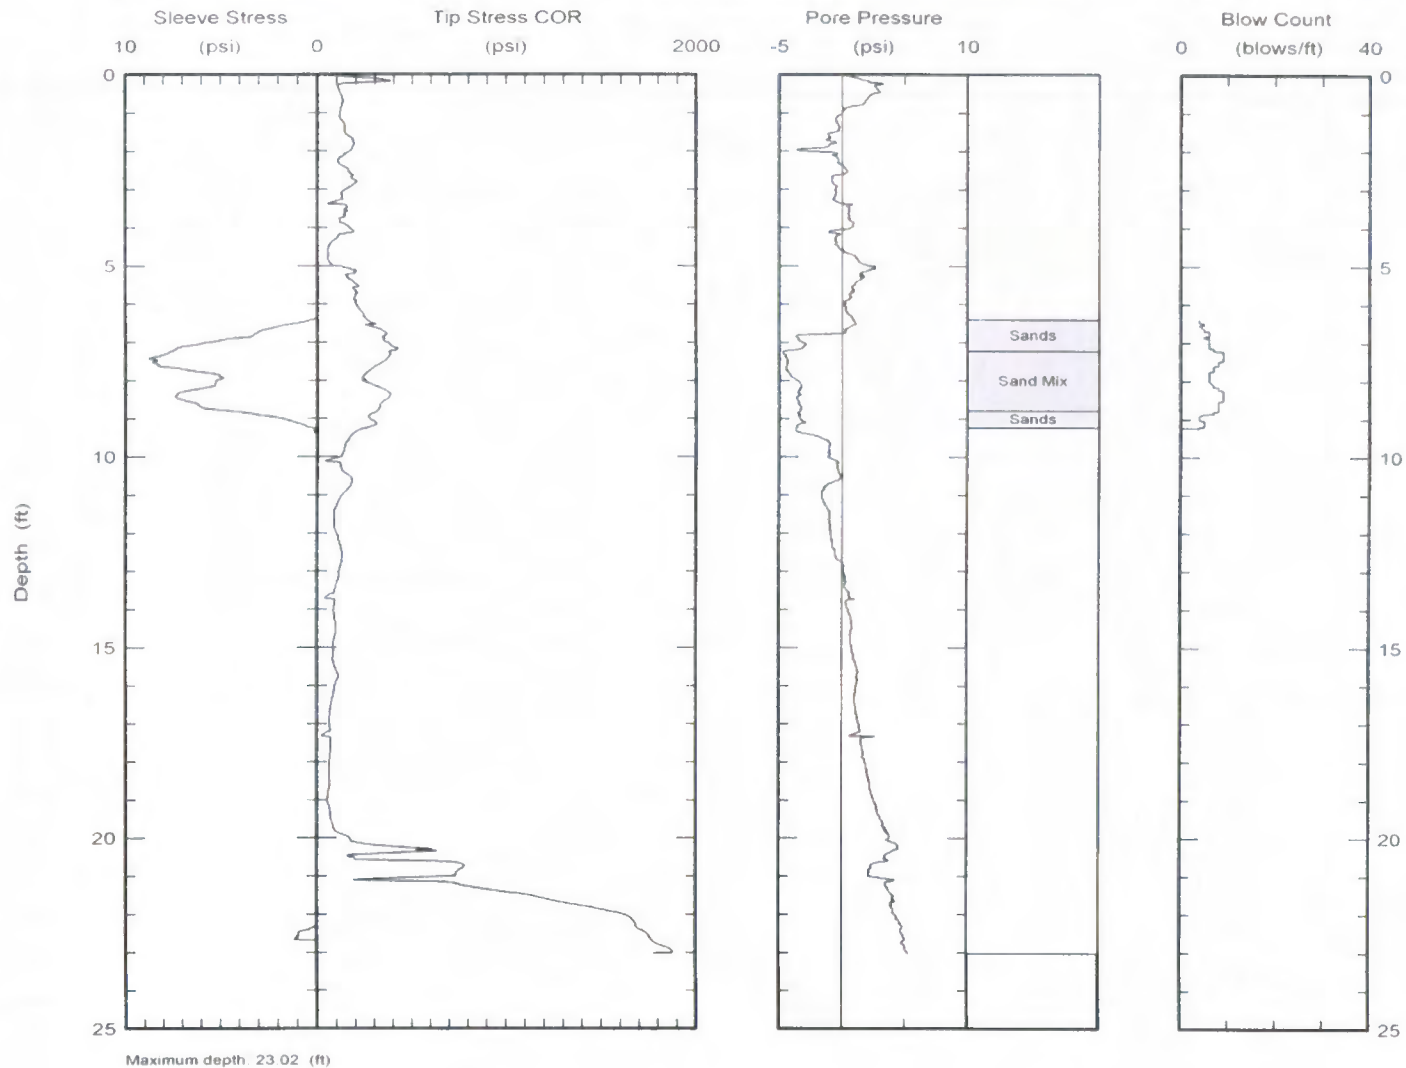 Sleeve Stress Tip Stress COR Pore Pressure Blow Count
10 (psi) 0 (psi) 2000 -5 (psi) 10 0 (blows/ft) 40
0 0
5 5
Sands
Sand Mix
Sands
10 10
Depth (ft)
15 15
20 20
25 25
Maximum depth: 23.02 (ft)